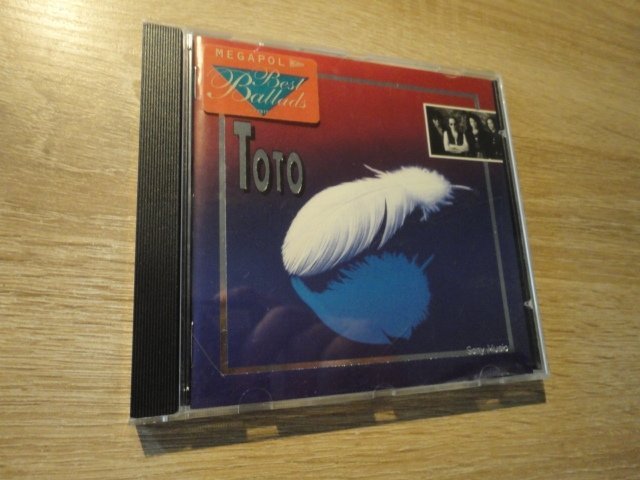 MEGAPOL
Best
Ballads
TOTO
Sony Music